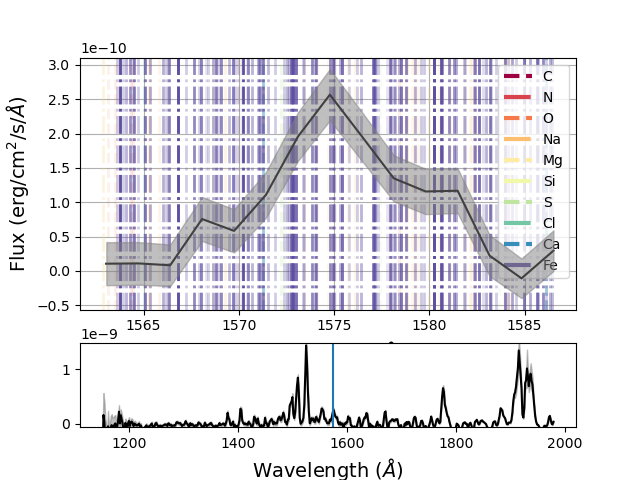 1e−10
Flux (erg/cm²/s/Å)
3.0
2.5
2.0
1.5
1.0
0.5
0.0
−0.5
C
N
O
Na
Mg
Si
S
Cl
Ca
Fe
1565 1570 1575 1580 1585
1e−9
1
0
1200 1400 1600 1800 2000
Wavelength (Å)